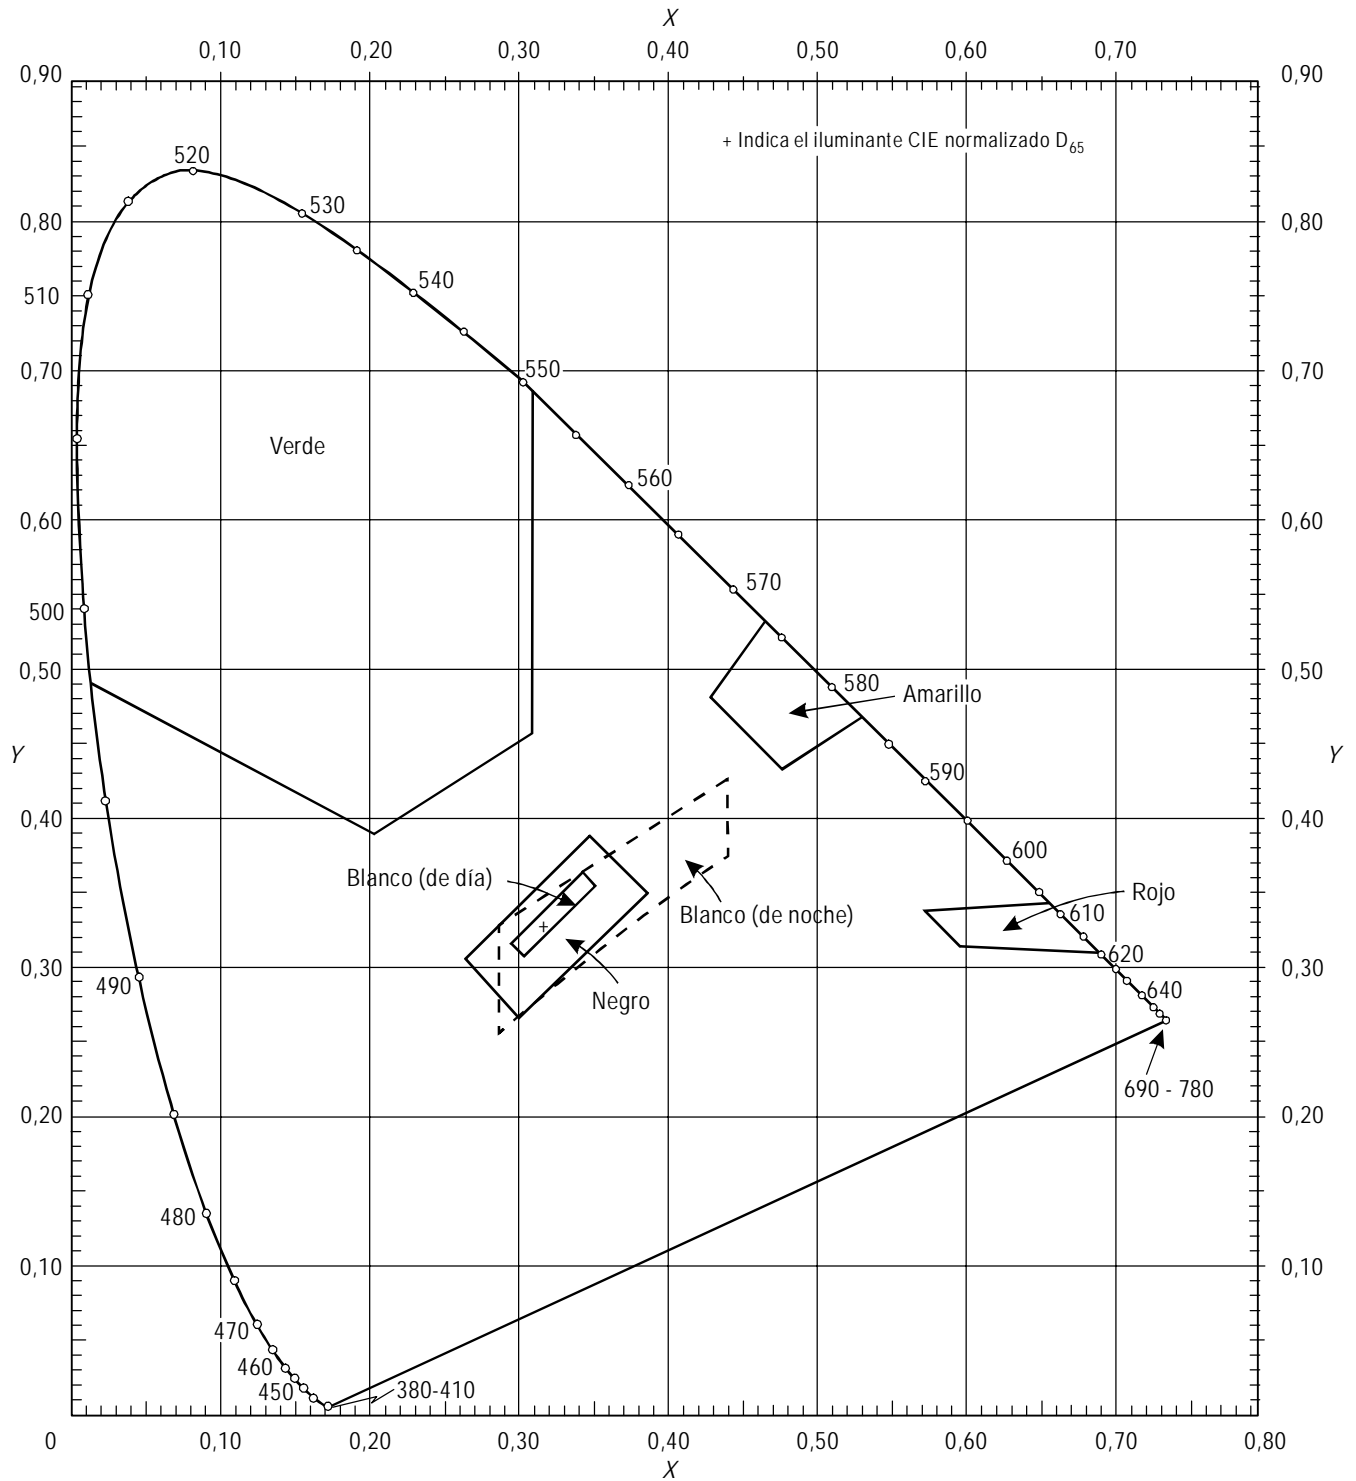 X
0,10 0,20 0,30 0,40 0,50 0,60 0,70
0,90 0,90
+ Indica el iluminante CIE normalizado D65
520
530
0,80 0,80
540
510
550
0,70 0,70
Verde
560
0,60 0,60
570
500
0,50 0,50
580
Amarillo
Y Y
590
0,40 0,40
600
Blanco (de día)
Rojo
Blanco (de noche)
610
+
620
0,30 0,30
490
640
Negro
690 - 780
0,20 0,20
480
0,10 0,10
470
460
450
380-410
0 0,10 0,20 0,30 0,40 0,50 0,60 0,70 0,80
X